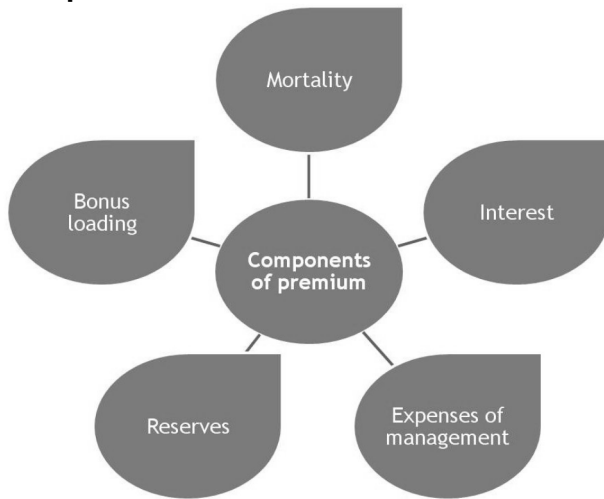 Mortality
Bonus
loading
Interest
Components
of premium
Reserves
Expenses of
management